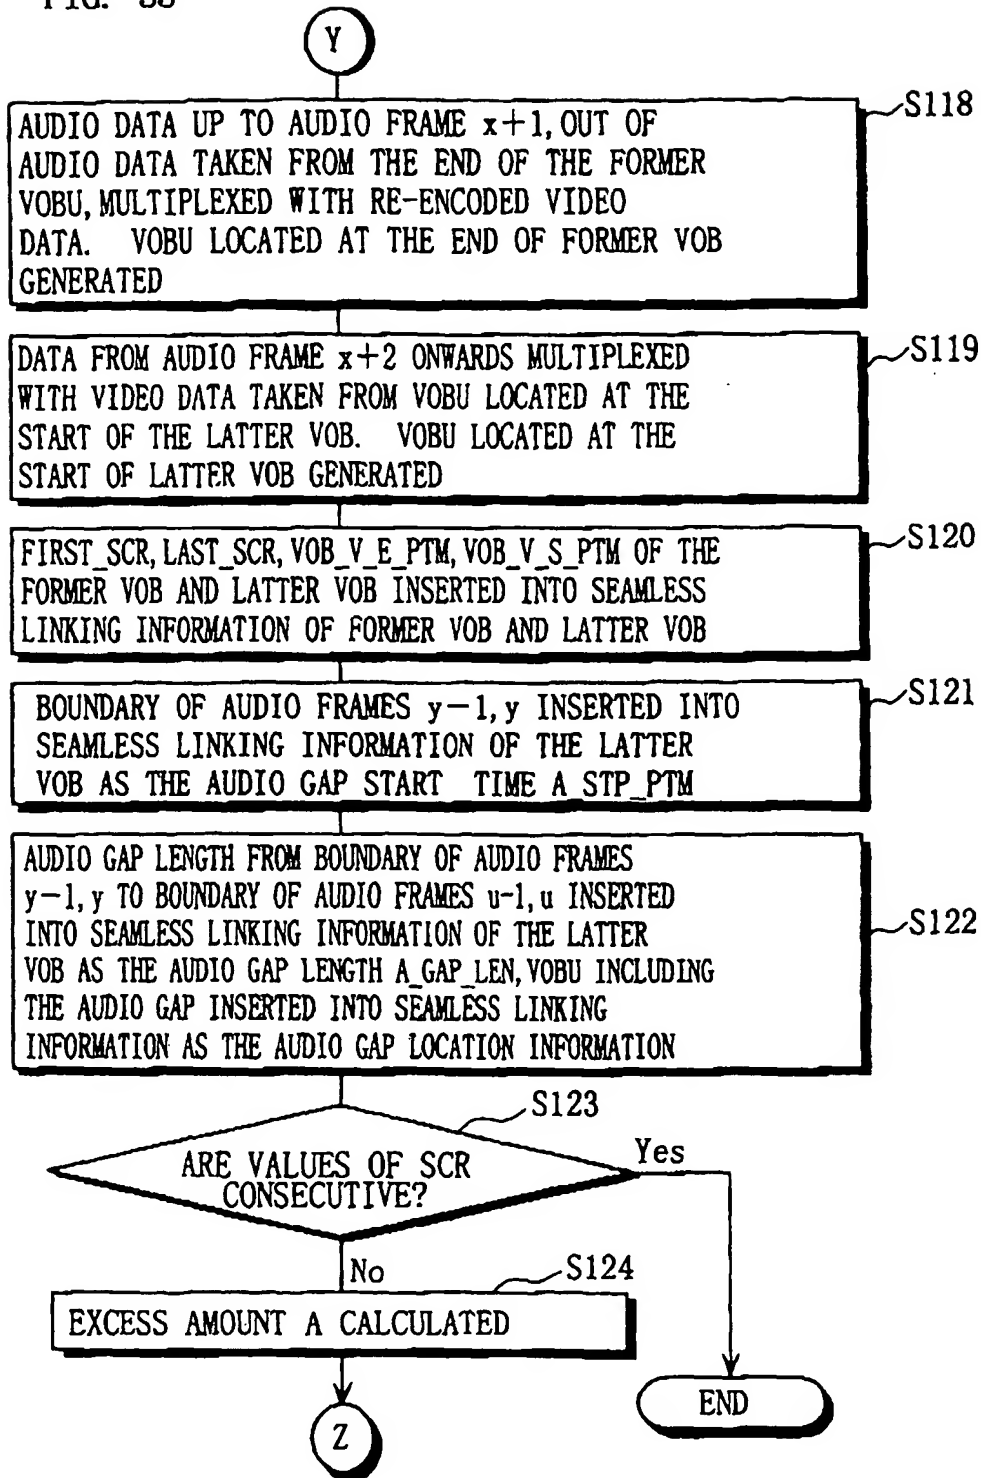 FIG. 33
Y
S118
AUDIO DATA UP TO AUDIO FRAME x+1, OUT OF
AUDIO DATA TAKEN FROM THE END OF THE FORMER
VOBU, MULTIPLEXED WITH RE-ENCODED VIDEO
DATA. VOBU LOCATED AT THE END OF FORMER VOB
GENERATED
S119
DATA FROM AUDIO FRAME x+2 ONWARDS MULTIPLEXED
WITH VIDEO DATA TAKEN FROM VOBU LOCATED AT THE
START OF THE LATTER VOB. VOBU LOCATED AT THE
START OF LATTER VOB GENERATED
S120
FIRST_SCR, LAST_SCR, VOB_V_E_PTM, VOB_V_S_PTM OF THE
FORMER VOB AND LATTER VOB INSERTED INTO SEAMLESS
LINKING INFORMATION OF FORMER VOB AND LATTER VOB
S121
BOUNDARY OF AUDIO FRAMES y-1, y INSERTED INTO
SEAMLESS LINKING INFORMATION OF THE LATTER
VOB AS THE AUDIO GAP START TIME A STP_PTM
S122
AUDIO GAP LENGTH FROM BOUNDARY OF AUDIO FRAMES
y-1, y TO BOUNDARY OF AUDIO FRAMES u-1, u INSERTED
INTO SEAMLESS LINKING INFORMATION OF THE LATTER
VOB AS THE AUDIO GAP LENGTH A_GAP_LEN, VOBU INCLUDING
THE AUDIO GAP INSERTED INTO SEAMLESS LINKING
INFORMATION AS THE AUDIO GAP LOCATION INFORMATION
S123
ARE VALUES OF SCR
CONSECUTIVE?
Yes
No
S124
EXCESS AMOUNT A CALCULATED
END
Z